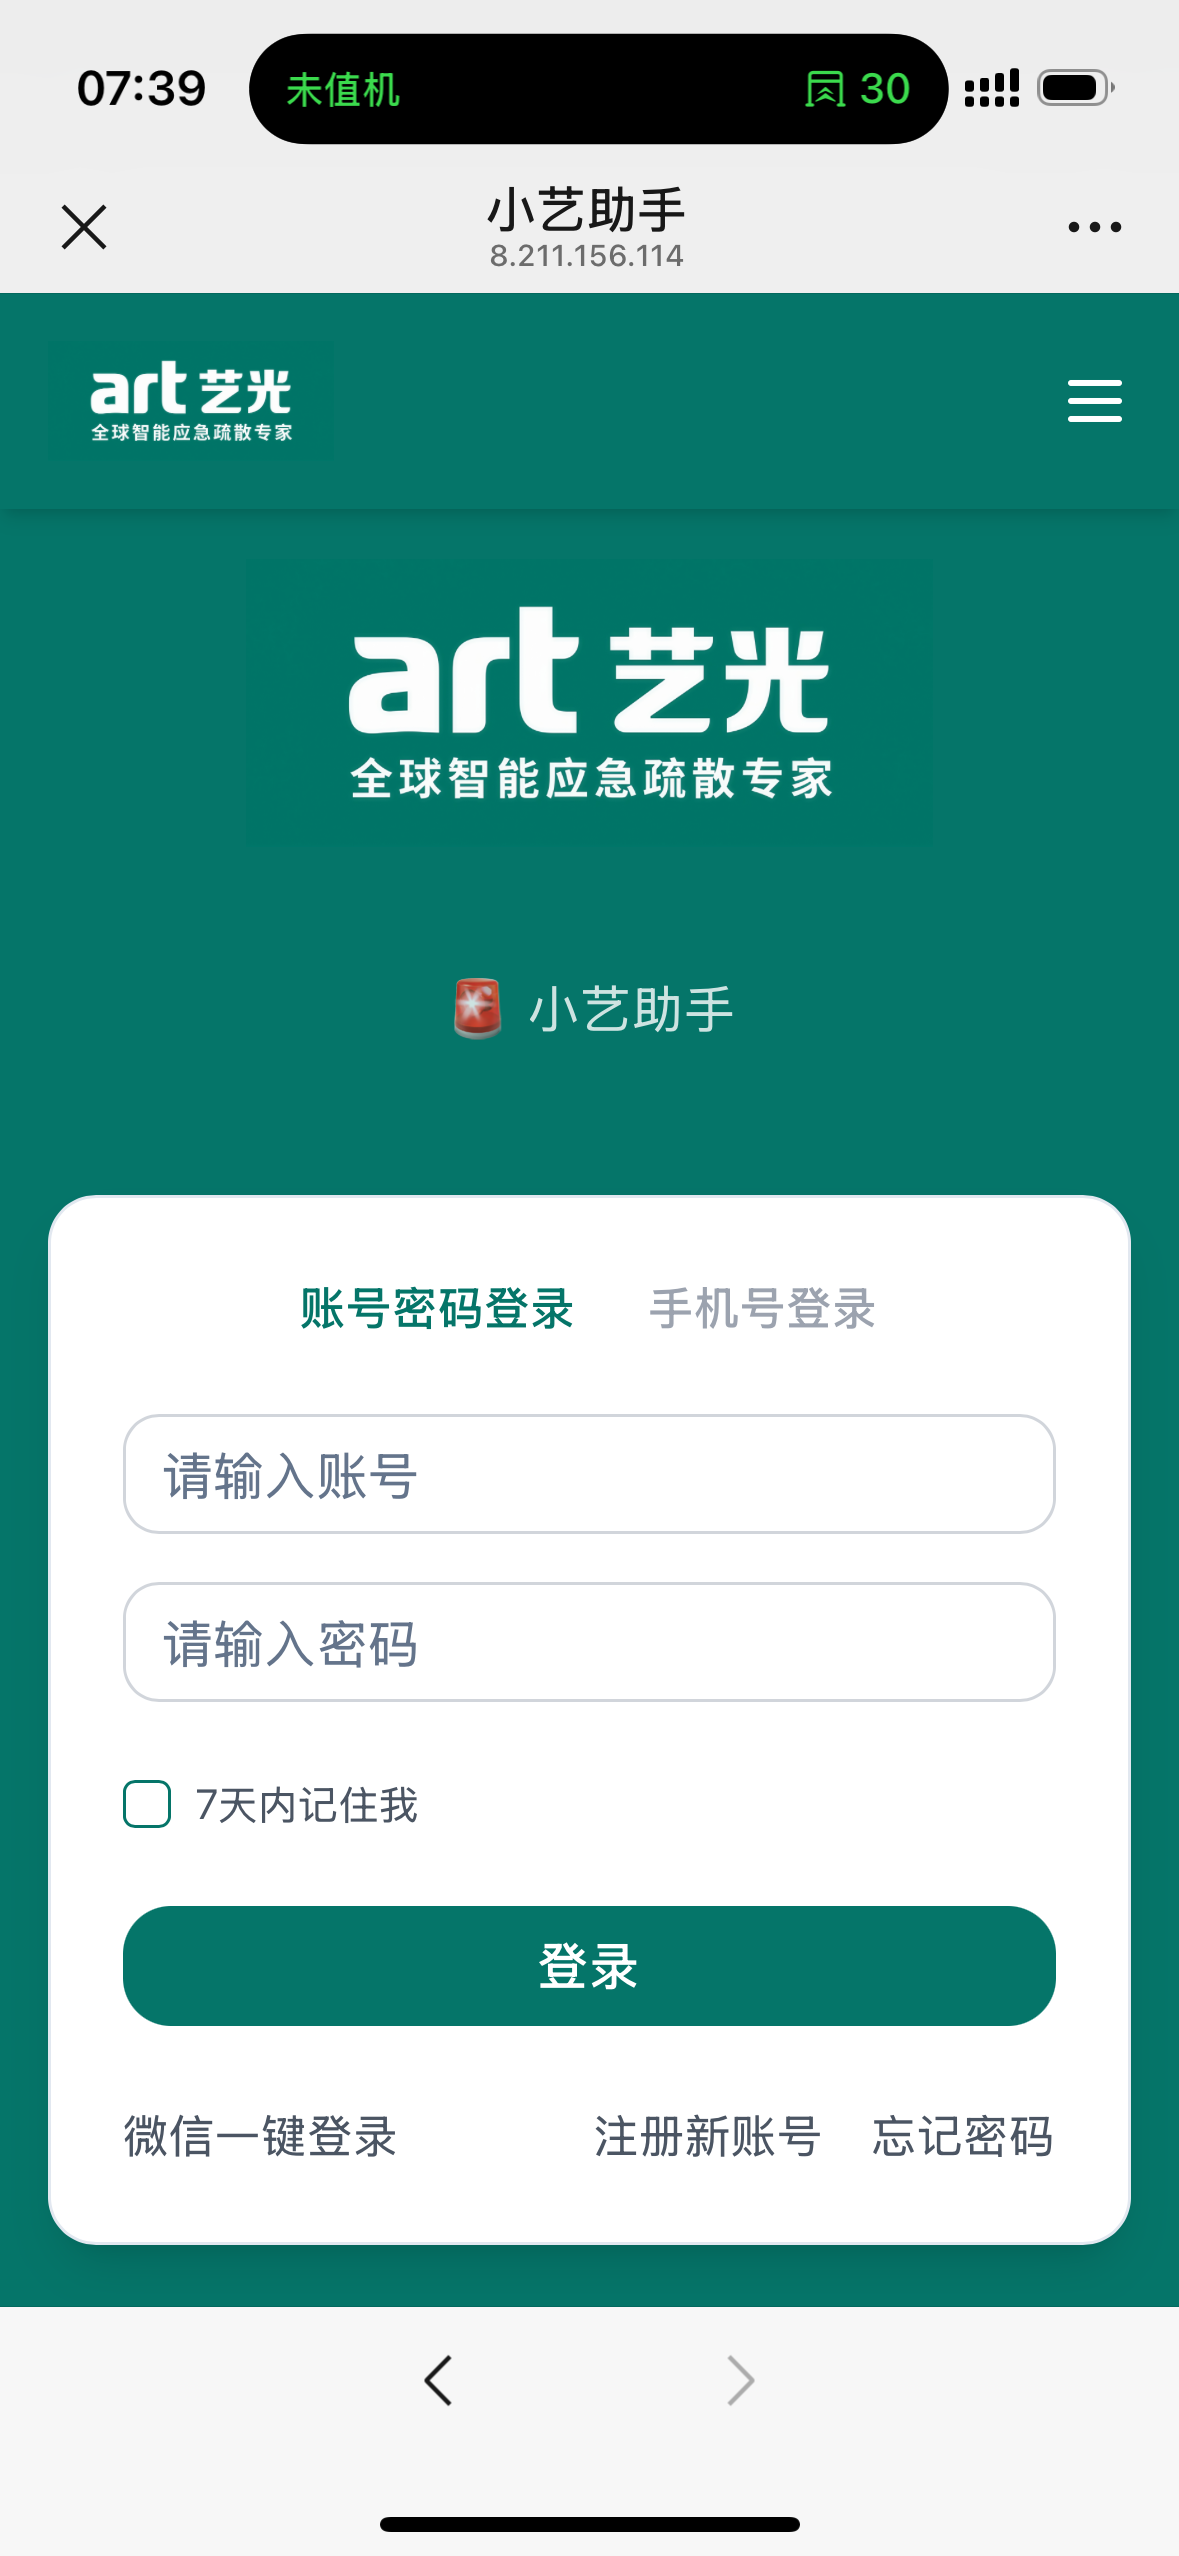 07:39
未值机 30
小艺助手
8.211.156.114
art 艺光
全球智能应急疏散专家
art 艺光
全球智能应急疏散专家
小艺助手
账号密码登录 手机号登录
请输入账号
请输入密码
7天内记住我
登录
微信一键登录 注册新账号 忘记密码